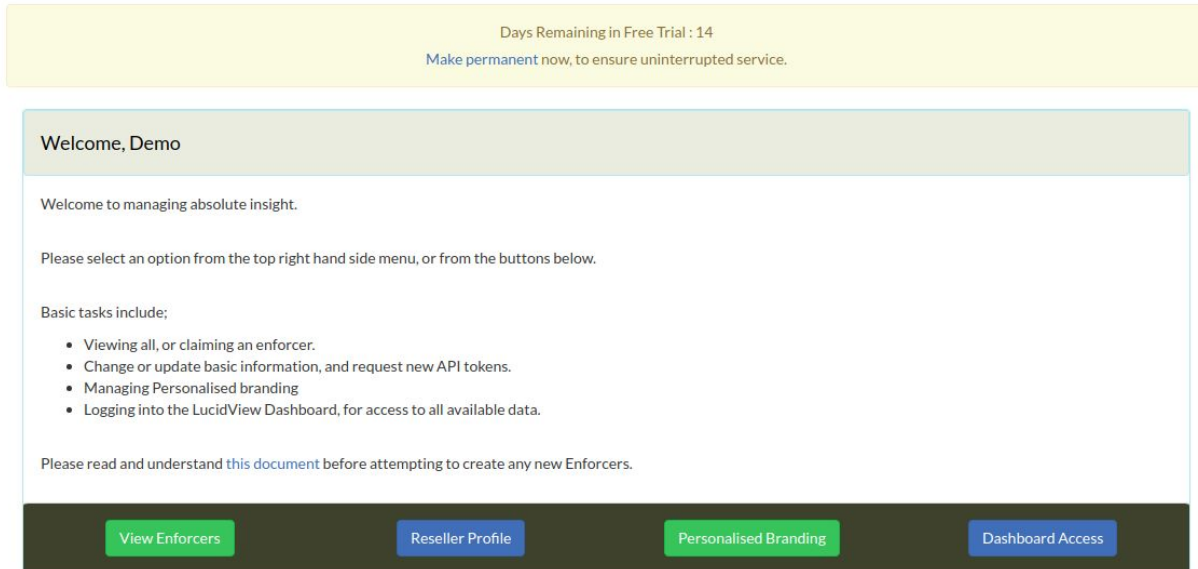 Days Remaining in Free Trial : 14
Make permanent now, to ensure uninterrupted service.
Welcome, Demo
Welcome to managing absolute insight.
Please select an option from the top right hand side menu, or from the buttons below.
Basic tasks include;
Viewing all, or claiming an enforcer.
Change or update basic information, and request new API tokens.
Managing Personalised branding
Logging into the LucidView Dashboard, for access to all available data.
Please read and understand this document before attempting to create any new Enforcers.
View Enforcers
Reseller Profile
Personalised Branding
Dashboard Access